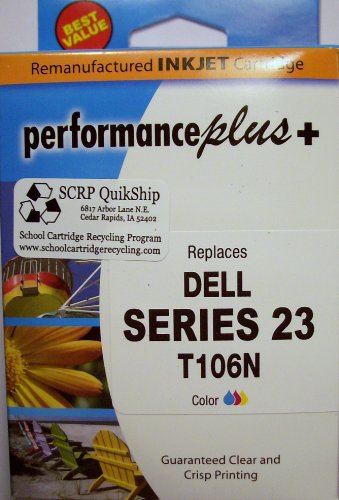 BEST
VALUE
Remanufactured INKJET Cartridge
performanceplus+
SCRP QuikShip
6817 Arbor Lane N.E.
Cedar Rapids, IA 52402
School Cartridge Recycling Program
www.schoolcartridgerecycling.com
Replaces
DELL
SERIES 23
T106N
Color
Guaranteed Clear and
Crisp Printing